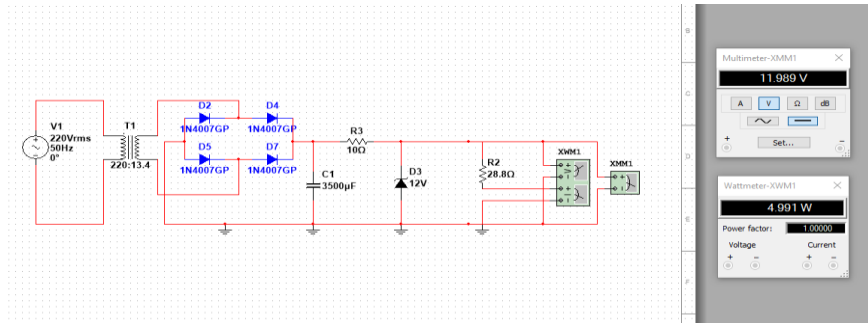 V1
220Vrms
50Hz
0°
T1
220:13.4
D2
1N4007GP
D4
1N4007GP
D5
1N4007GP
D7
1N4007GP
C1
3500µF
R3
10Ω
D3
12V
R2
28.8Ω
XWM1
V
I
XMM1
B
C
D
E
F
Multimeter-XMM1
11.989 V
A
V
Ω
dB
+
Set...
-
Wattmeter-XWM1
4.991 W
Power factor:
1.00000
Voltage
Current
+
-
+
-